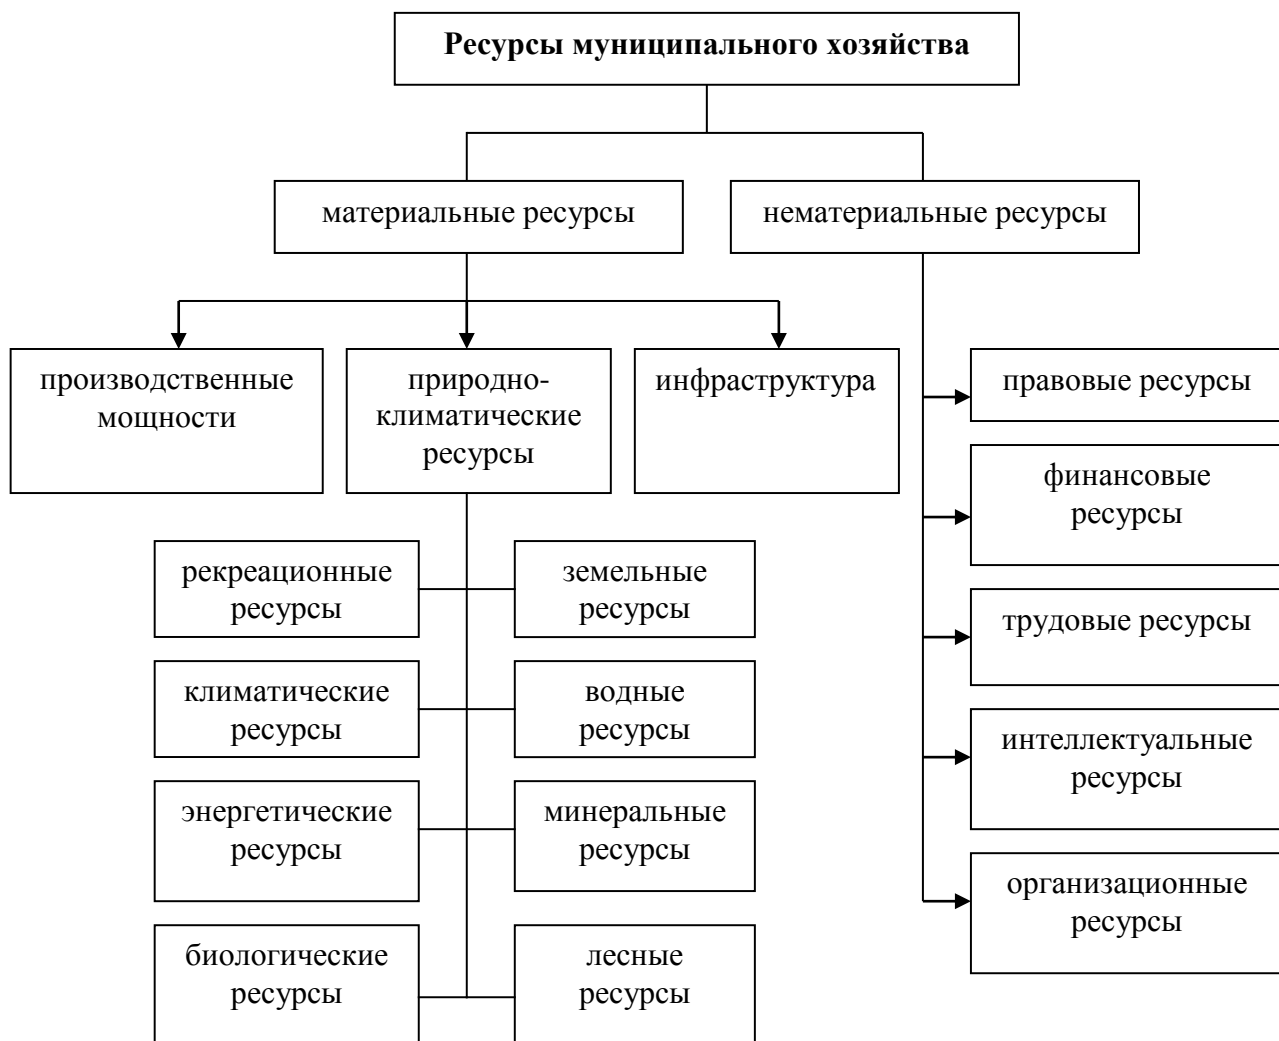 Ресурсы муниципального хозяйства
материальные ресурсы
нематериальные ресурсы
производственные
мощности
природно-
климатические
ресурсы
инфраструктура
правовые ресурсы
финансовые
ресурсы
трудовые ресурсы
интеллектуальные
ресурсы
организационные
ресурсы
рекреационные
ресурсы
земельные
ресурсы
климатические
ресурсы
водные
ресурсы
энергетические
ресурсы
минеральные
ресурсы
биологические
ресурсы
лесные
ресурсы